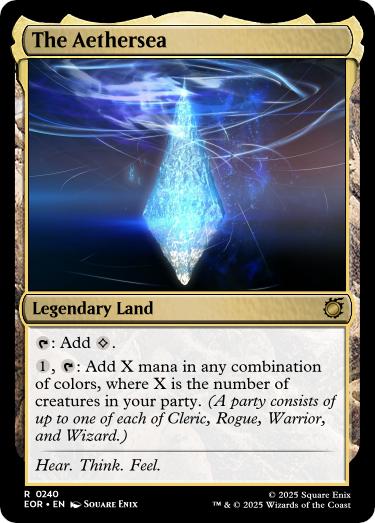 The Aethersea
Legendary Land
: Add .
1, : Add X mana in any combination
of colors, where X is the number of
creatures in your party. (A party consists of
up to one of each of Cleric, Rogue, Warrior,
and Wizard.)
Hear. Think. Feel.
R 0240
EOR • EN SQUARE ENIX
© 2025 Square Enix
™ & © 2025 Wizards of the Coast